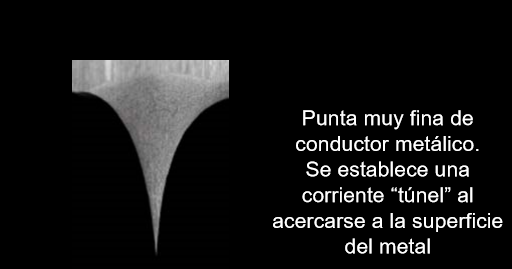 Punta muy fina de
conductor metálico.
Se establece una
corriente “túnel” al
acercarse a la superficie
del metal